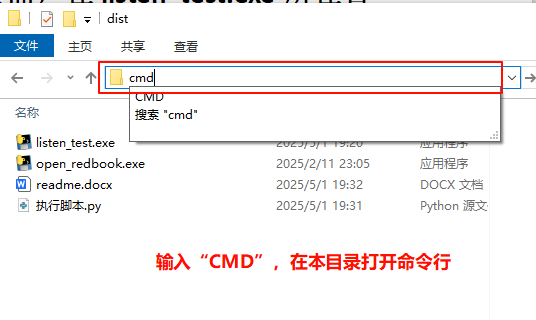 dist
文件
主页
共享
查看
cmd
CMD
搜索 "cmd"
名称
listen_test.exe 2025/5/1 19:20 应用程序
open_redbook.exe 2025/2/11 23:05 应用程序
readme.docx 2025/5/1 19:32 DOCX 文档
执行脚本.py 2025/5/1 19:31 Python 源文
输入“CMD”，在本目录打开命令行